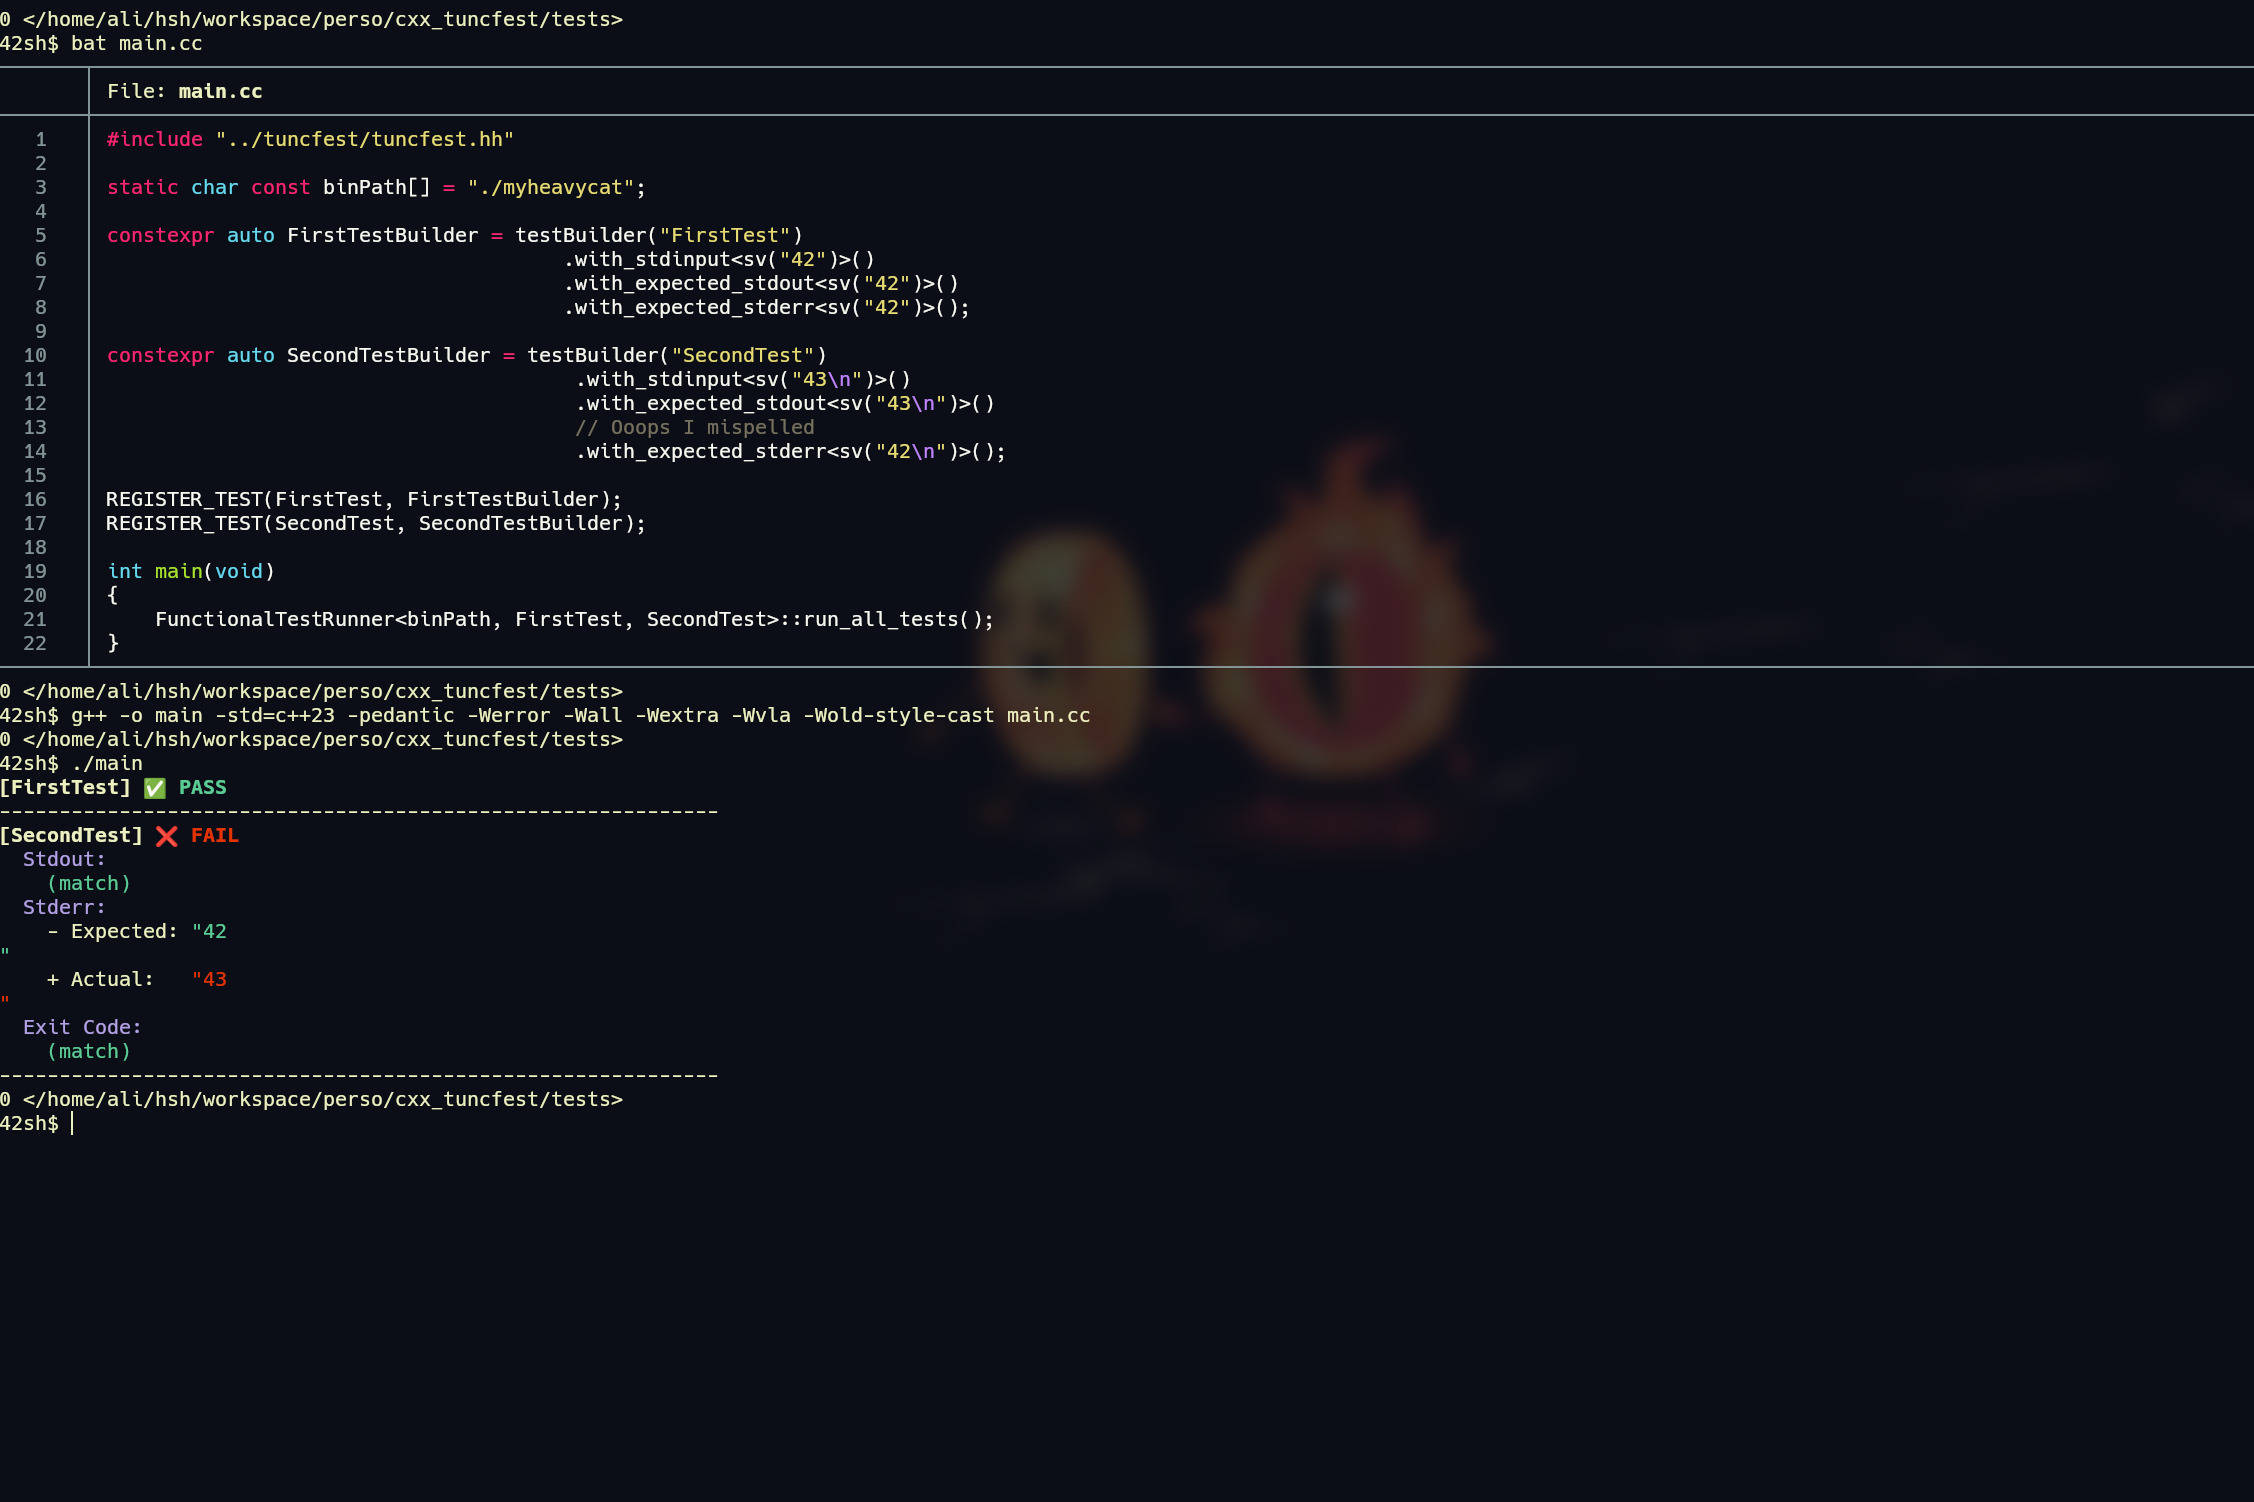 0 </home/ali/hsh/workspace/perso/cxx_tuncfest/tests>
42sh$ bat main.cc
File: main.cc
1 #include "../tuncfest/tuncfest.hh"
2
3 static char const binPath[] = "./myheavycat";
4
5 constexpr auto FirstTestBuilder = testBuilder("FirstTest")
6 .with_stdinput<sv("42")>()
7 .with_expected_stdout<sv("42")>()
8 .with_expected_stderr<sv("42")>();
9
10 constexpr auto SecondTestBuilder = testBuilder("SecondTest")
11 .with_stdinput<sv("43\n")>()
12 .with_expected_stdout<sv("43\n")>()
13 // Ooops I mispelled
14 .with_expected_stderr<sv("42\n")>();
15
16 REGISTER_TEST(FirstTest, FirstTestBuilder);
17 REGISTER_TEST(SecondTest, SecondTestBuilder);
18
19 int main(void)
20 {
21 FunctionalTestRunner<binPath, FirstTest, SecondTest>::run_all_tests();
22 }
0 </home/ali/hsh/workspace/perso/cxx_tuncfest/tests>
42sh$ g++ -o main -std=c++23 -pedantic -Werror -Wall -Wextra -Wvla -Wold-style-cast main.cc
0 </home/ali/hsh/workspace/perso/cxx_tuncfest/tests>
42sh$ ./main
[FirstTest] ✅ PASS
------------------------------------------------------------
[SecondTest] ❌ FAIL
Stdout:
(match)
Stderr:
- Expected: "42
"
+ Actual: "43
"
Exit Code:
(match)
------------------------------------------------------------
0 </home/ali/hsh/workspace/perso/cxx_tuncfest/tests>
42sh$